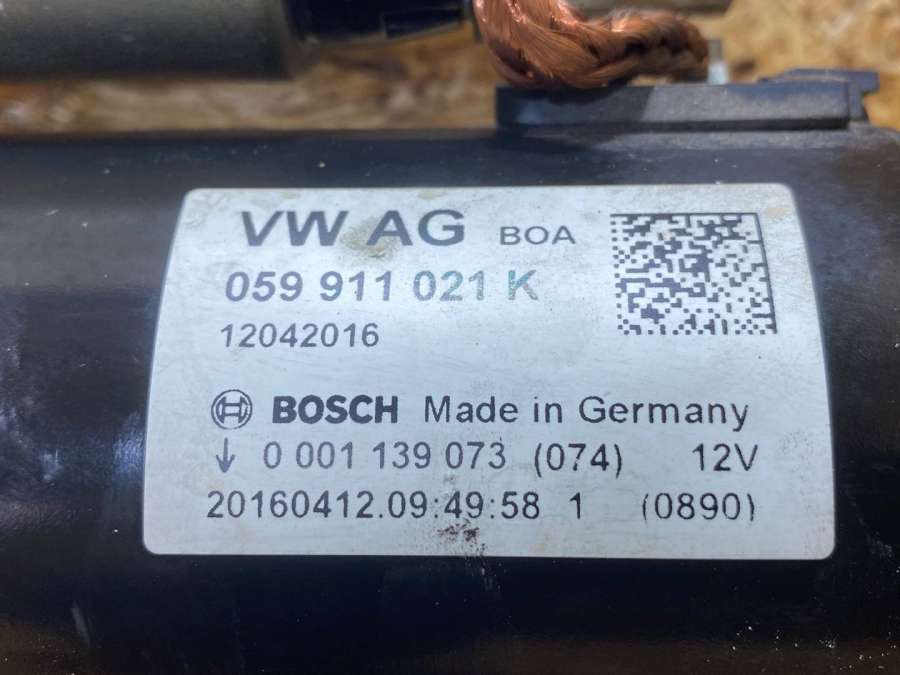 VW AG BOA
059 911 021 K
12042016
BOSCH Made in Germany
↓ 0 001 139 073 (074) 12V
20160412.09:49:58 1 (0890)